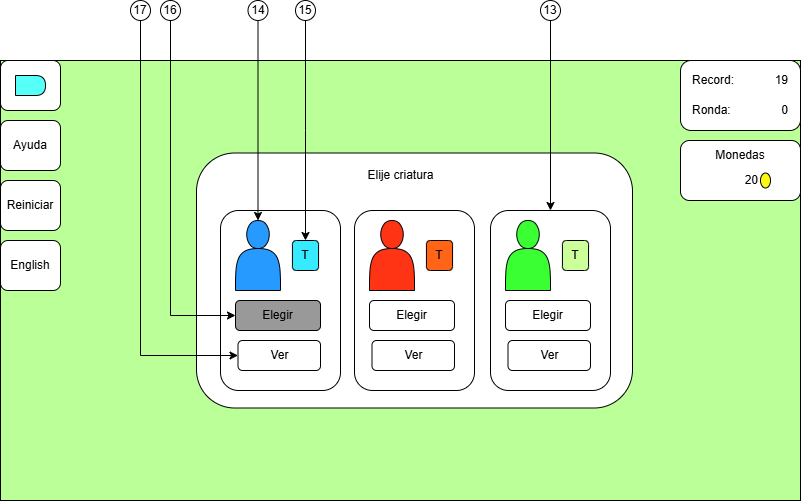 17 16 14 15 13
Record: 19
Ronda: 0
Ayuda
Monedas
20
Reiniciar
English
Elije criatura
T T T
Elegir Elegir Elegir
Ver Ver Ver